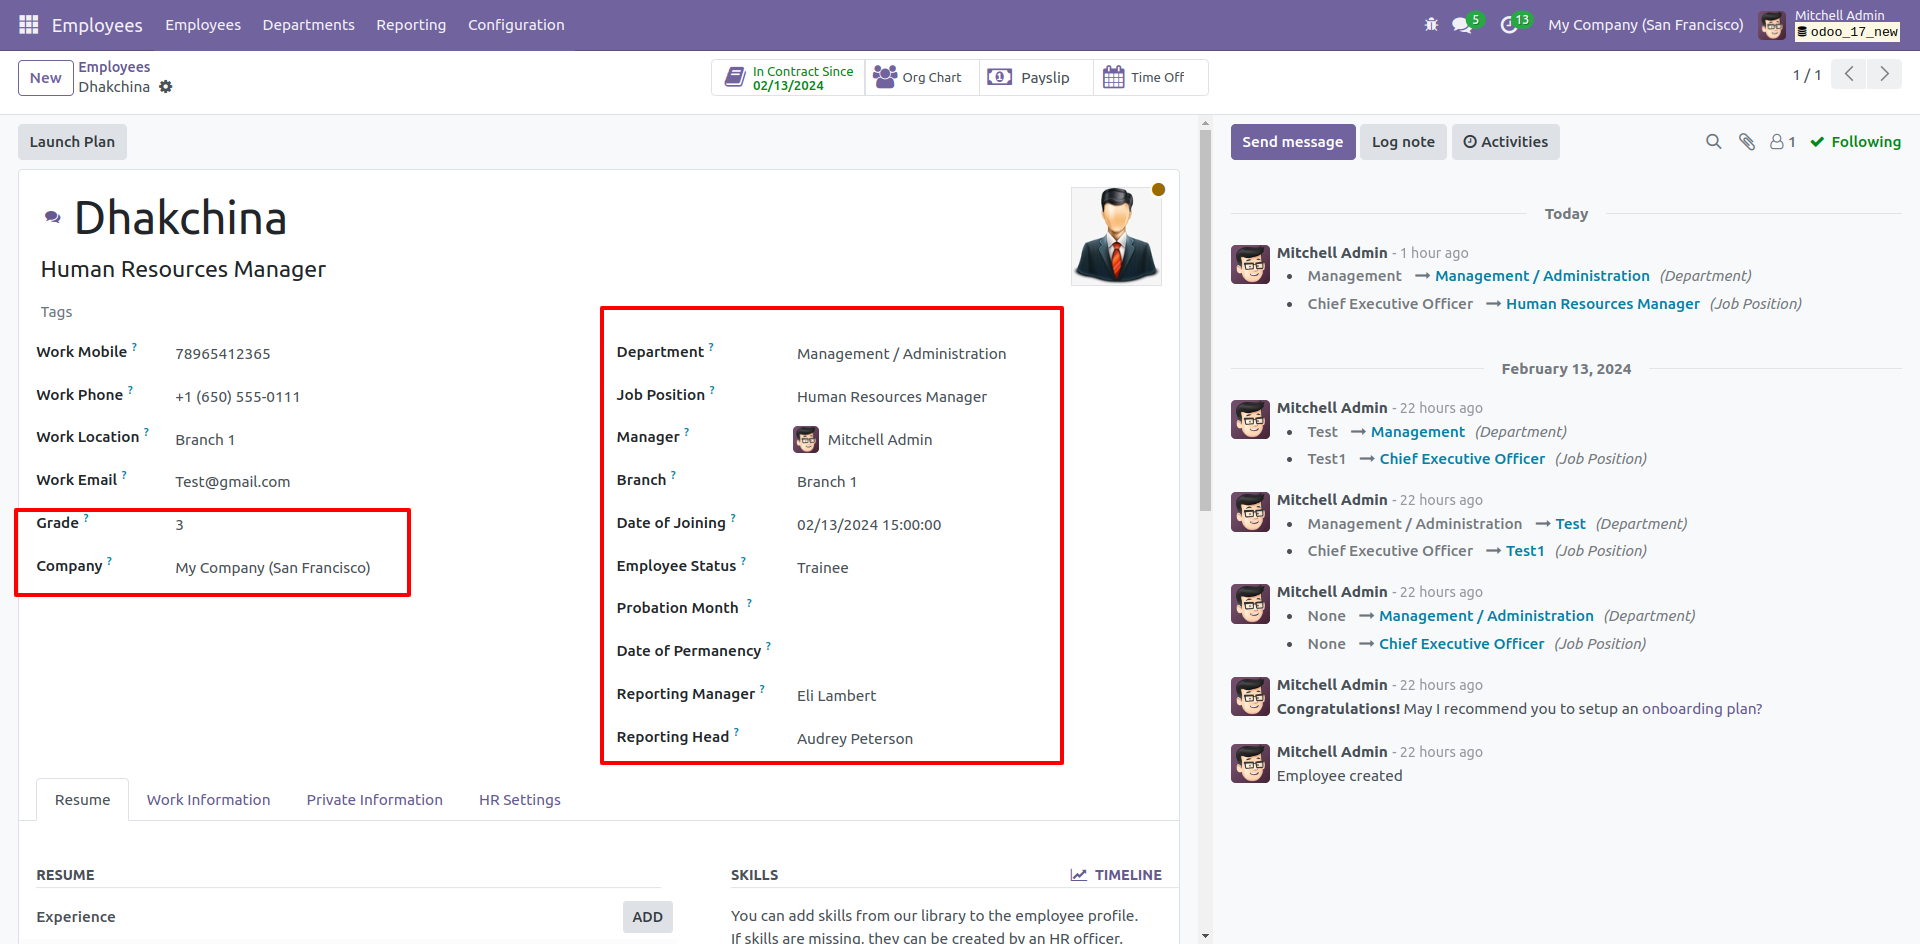 Employees Employees Departments Reporting Configuration 5 13 My Company (San Francisco) Mitchell Admin
odoo_17_new
New Employees
Dhakchina
In Contract Since
02/13/2024
Org Chart
Payslip
Time Off
1 / 1
Launch Plan
Dhakchina
Human Resources Manager
Tags
Work Mobile ? 78965412365
Work Phone ? +1 (650) 555-0111
Work Location ? Branch 1
Work Email ? Test@gmail.com
Grade ? 3
Company ? My Company (San Francisco)
Department ? Management / Administration
Job Position ? Human Resources Manager
Manager ? Mitchell Admin
Branch ? Branch 1
Date of Joining ? 02/13/2024 15:00:00
Employee Status ? Trainee
Probation Month ?
Date of Permanency ?
Reporting Manager ? Eli Lambert
Reporting Head ? Audrey Peterson
Resume Work Information Private Information HR Settings
RESUME
Experience ADD
SKILLS TIMELINE
You can add skills from our library to the employee profile.
If skills are missing, they can be created by an HR officer.
Send message Log note Activities 1 Following
Today
Mitchell Admin - 1 hour ago
• Management → Management / Administration (Department)
• Chief Executive Officer → Human Resources Manager (Job Position)
February 13, 2024
Mitchell Admin - 22 hours ago
• Test → Management (Department)
• Test1 → Chief Executive Officer (Job Position)
Mitchell Admin - 22 hours ago
• Management / Administration → Test (Department)
• Chief Executive Officer → Test1 (Job Position)
Mitchell Admin - 22 hours ago
• None → Management / Administration (Department)
• None → Chief Executive Officer (Job Position)
Mitchell Admin - 22 hours ago
Congratulations! May I recommend you to setup an onboarding plan?
Mitchell Admin - 22 hours ago
Employee created